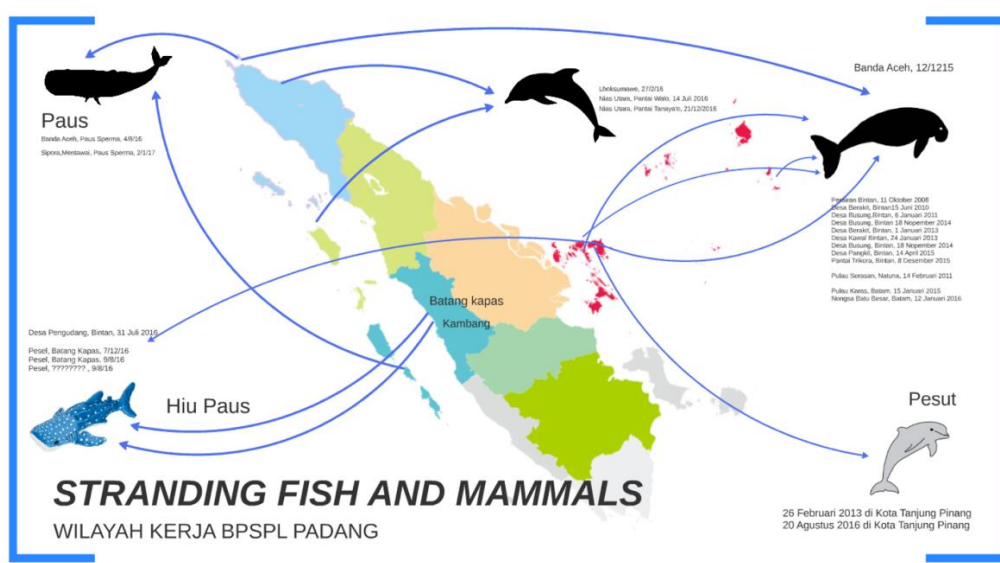 Paus
Banda Aceh, Paus Sperma, 4/8/16
Sipora,Mentawai, Paus Sperma, 2/1/17
Lhoksumawe, 27/2/16
Nias Utara, Pantai Walo, 14 Juli 2016
Nias Utara, Pantai Tanaya'o, 21/12/2016
Banda Aceh, 12/1215
Perairan Bintan, 11 Oktober 2008
Desa Berakit, Bintan15 Juni 2010
Desa Busung,Bintan, 6 Januari 2011
Desa Busung, Bintan 18 Nopember 2014
Desa Berakit, Bintan, 1 Januari 2013
Desa Kawal Bintan, 24 Januari 2013
Desa Busung, Bintan, 18 Nopember 2014
Desa Pangkil, Bintan, 14 April 2015
Pantai Trikora, Bintan, 8 Desember 2015
Pulau Serasan, Natuna, 14 Februari 2011
Pulau Karas, Batam, 15 Januari 2015
Nongsa Batu Besar, Batam, 12 Januari 2016
Batang kapas
Kambang
Desa Pengudang, Bintan, 31 Juli 2016
Pesel, Batang Kapas, 7/12/16
Pesel, Batang Kapas, 9/8/16
Pesel, ???????? , 9/8/16
Hiu Paus
Pesut
26 Februari 2013 di Kota Tanjung Pinang
20 Agustus 2016 di Kota Tanjung Pinang
STRANDING FISH AND MAMMALS
WILAYAH KERJA BPSPL PADANG